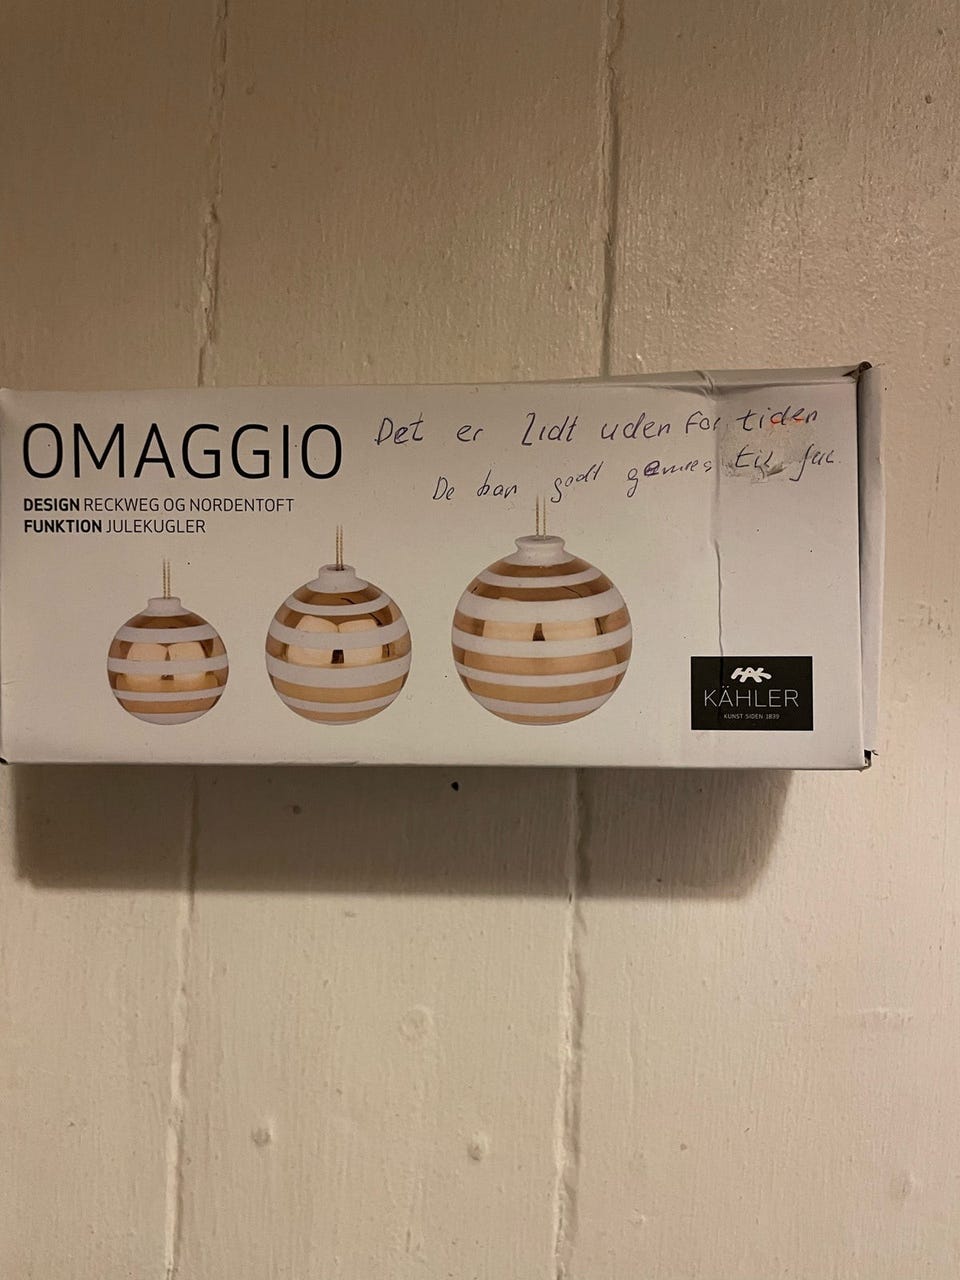 OMAGGIO
DESIGN RECKWEG OG NORDENTOFT
FUNKTION JULEKUGLER
Det er lidt uden for tiden
De kan godt gemmes til jul.
KÄHLER
KUNST SIDEN 1839